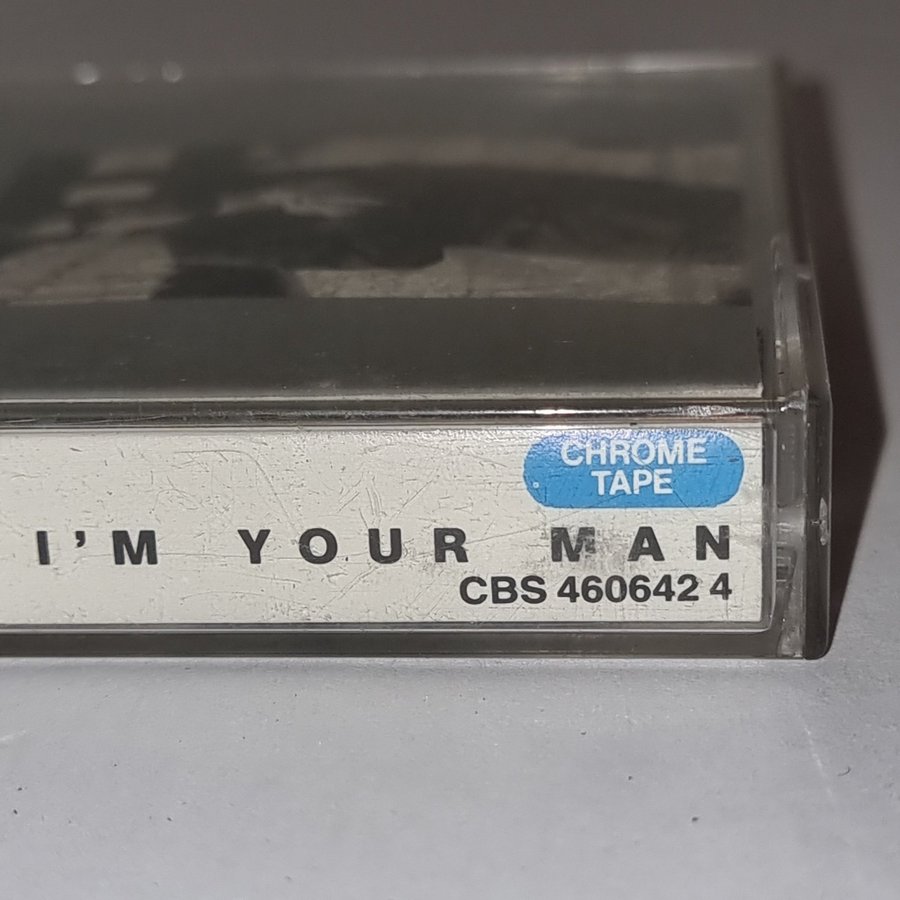 CHROME
TAPE
I'M YOUR MAN
CBS 460642 4